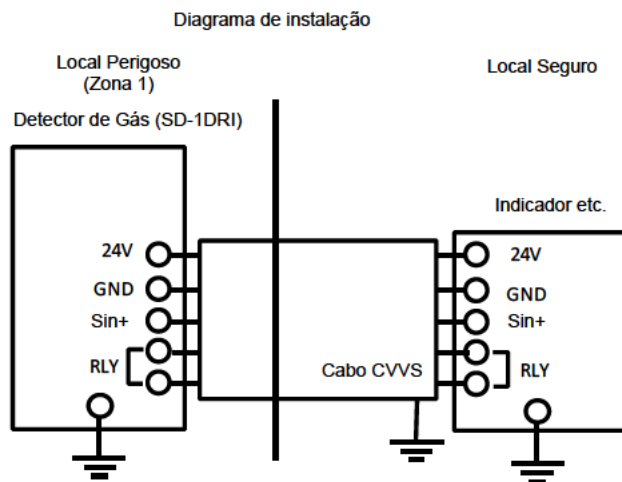 Diagrama de instalação
Local Perigoso
(Zona 1)
Local Seguro
Detector de Gás (SD-1DRI)
Indicador etc.
24V
GND
Sin+
RLY
Cabo CVVS
24V
GND
Sin+
RLY